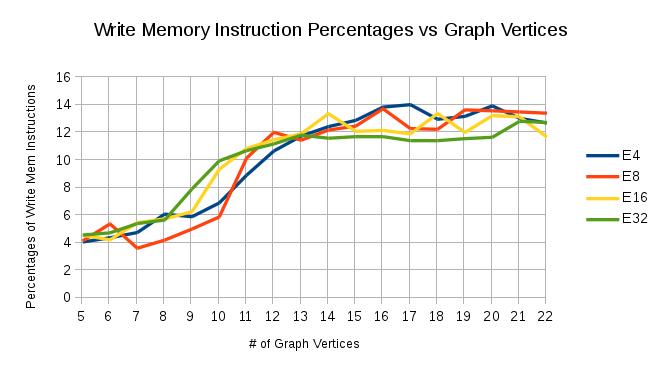 Write Memory Instruction Percentages vs Graph Vertices
Percentages of Write Mem Instructions
16
14
12
10
8
6
4
2
0
5 6 7 8 9 10 11 12 13 14 15 16 17 18 19 20 21 22
# of Graph Vertices
E4
E8
E16
E32